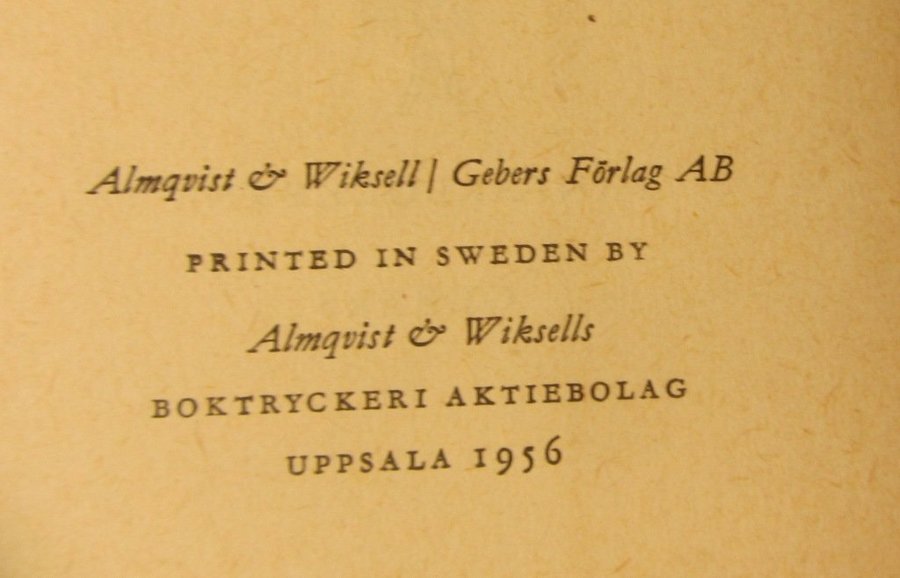 Almqvist & Wiksell | Gebers Förlag AB
PRINTED IN SWEDEN BY
Almqvist & Wiksells
BOKTRYCKERI AKTIEBOLAG
UPPSALA 1956